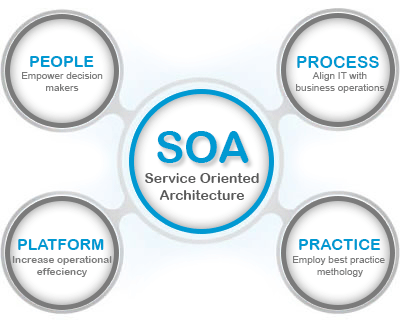 PEOPLE
Empower decision
makers
PROCESS
Align IT with
business operations
SOA
Service Oriented
Architecture
PLATFORM
Increase operational
effeciency
PRACTICE
Employ best practice
methology